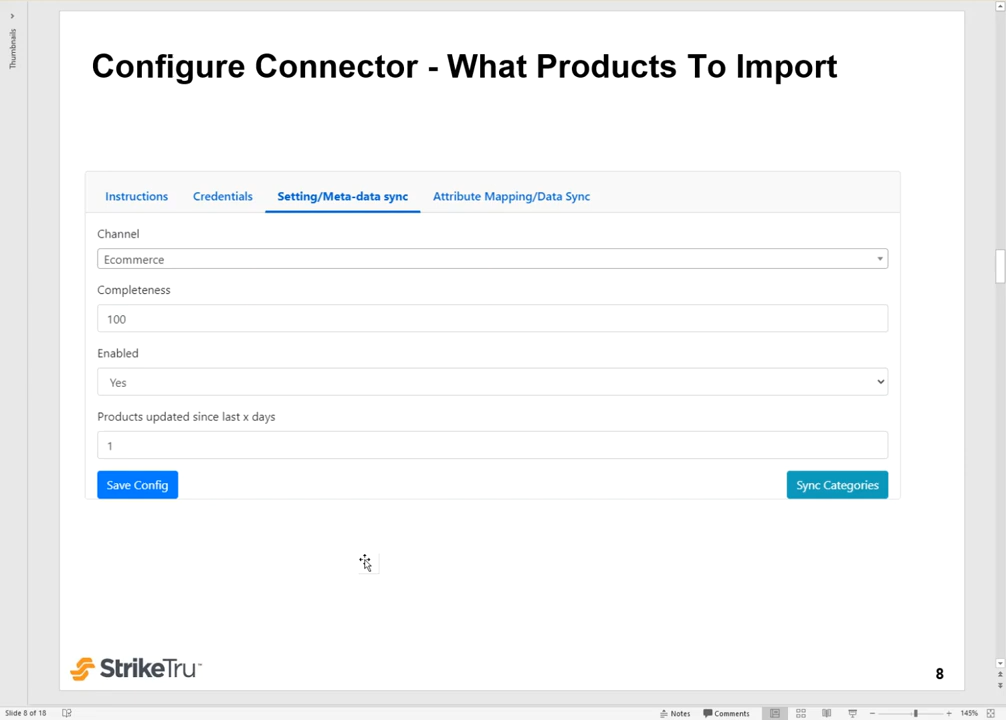 Thumbnails
Configure Connector - What Products To Import
Instructions Credentials Setting/Meta-data sync Attribute Mapping/Data Sync
Channel
Ecommerce
Completeness
100
Enabled
Yes
Products updated since last x days
1
Save Config Sync Categories
StrikeTru™
8
Slide 8 of 18 Notes Comments 145%